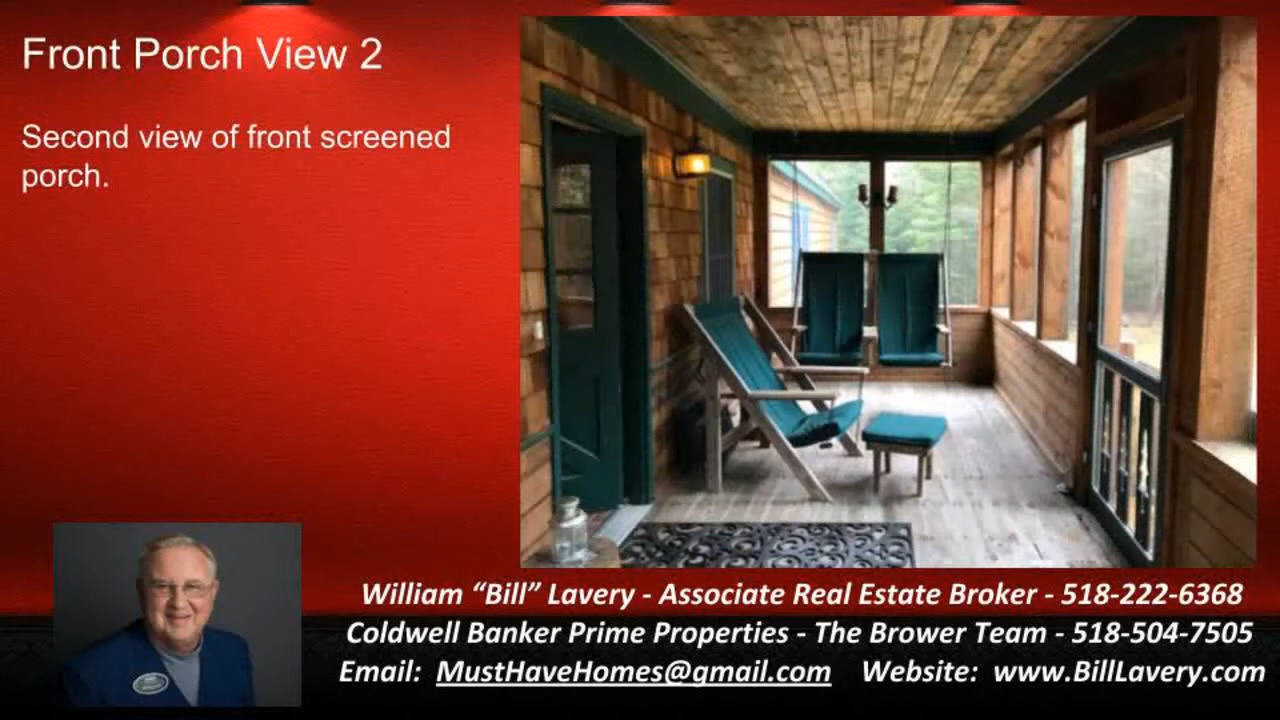 Front Porch View 2
Second view of front screened
porch.
William “Bill” Lavery - Associate Real Estate Broker - 518-222-6368
Coldwell Banker Prime Properties - The Brower Team - 518-504-7505
Email: MustHaveHomes@gmail.com Website: www.BillLavery.com